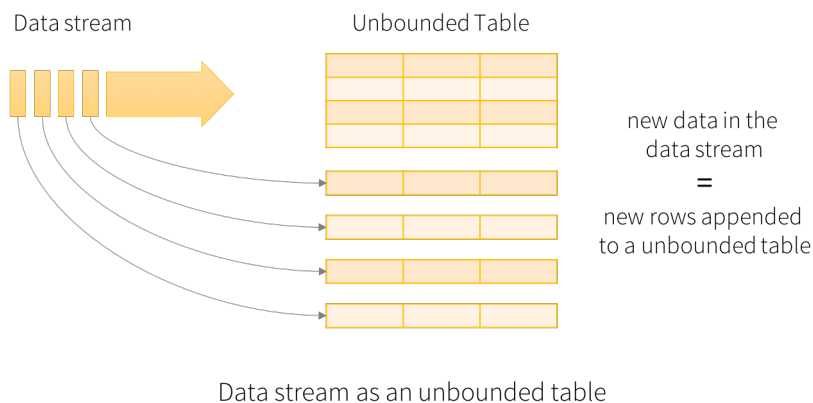 Data stream
Unbounded Table
new data in the
data stream
=
new rows appended
to a unbounded table
Data stream as an unbounded table